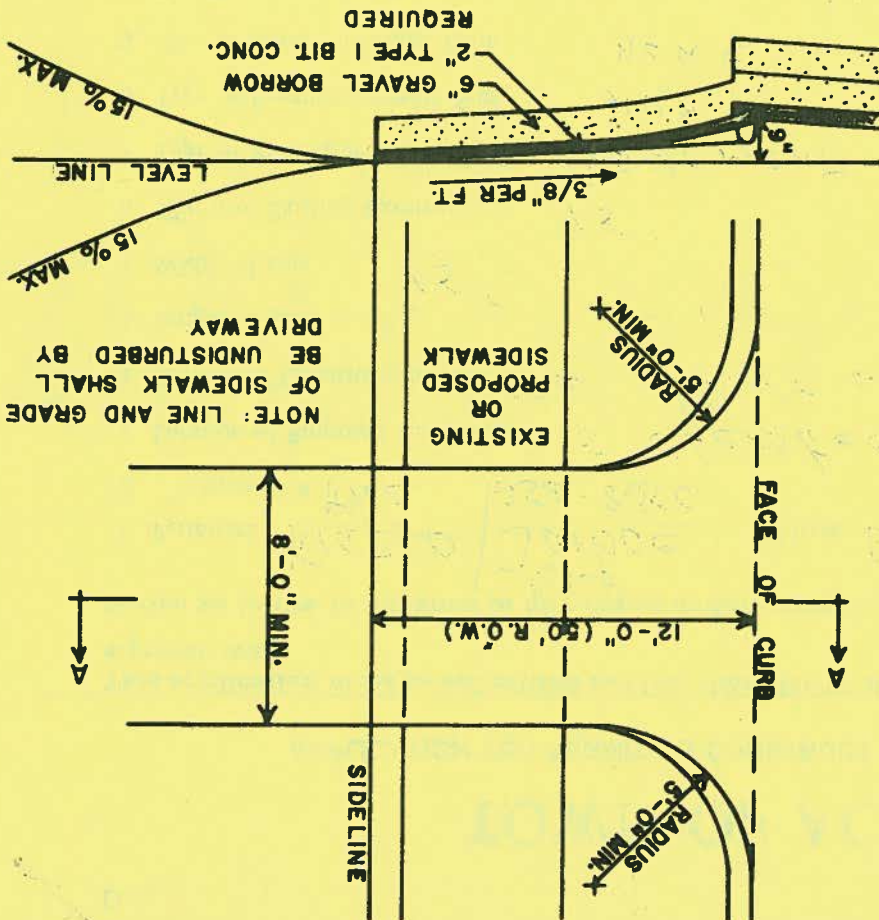 RADIUS
5'-0" MIN.
SIDELINE
A
A
FACE OF CURB
12'-0" (50' R.O.W.)
8'-0" MIN.
EXISTING
OR
PROPOSED
SIDEWALK
RADIUS
5'-0" MIN.
NOTE: LINE AND GRADE
OF SIDEWALK SHALL
BE UNDISTURBED BY
DRIVEWAY
15% MAX.
3/8" PER FT.
LEVEL LINE
15% MAX.
6" GRAVEL BORROW
2" TYPE I BIT. CONC.
REQUIRED